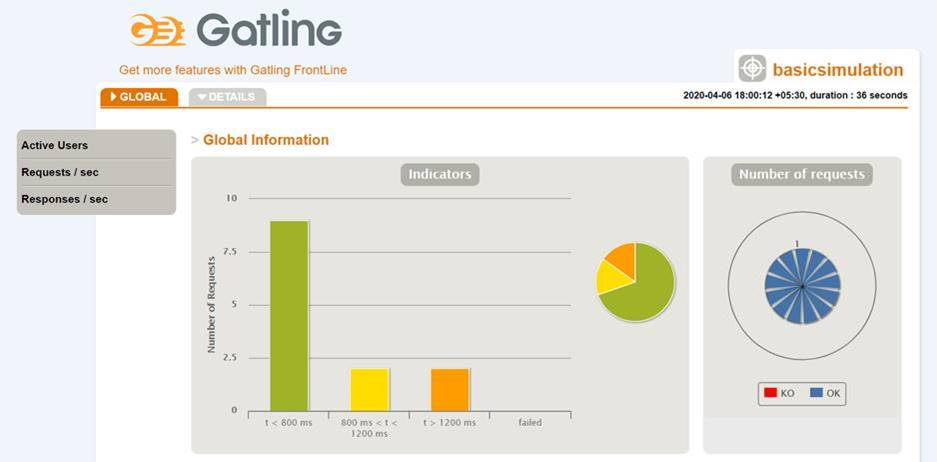 Gatling
Get more features with Gatling FrontLine
basicsimulation
GLOBAL
DETAILS
2020-04-06 18:00:12 +05:30, duration : 36 seconds
Active Users
Requests / sec
Responses / sec
> Global Information
Indicators
Number of Requests
10
7.5
5
2.5
0
t < 800 ms
800 ms < t <
1200 ms
t > 1200 ms
failed
Number of requests
1
KO
OK